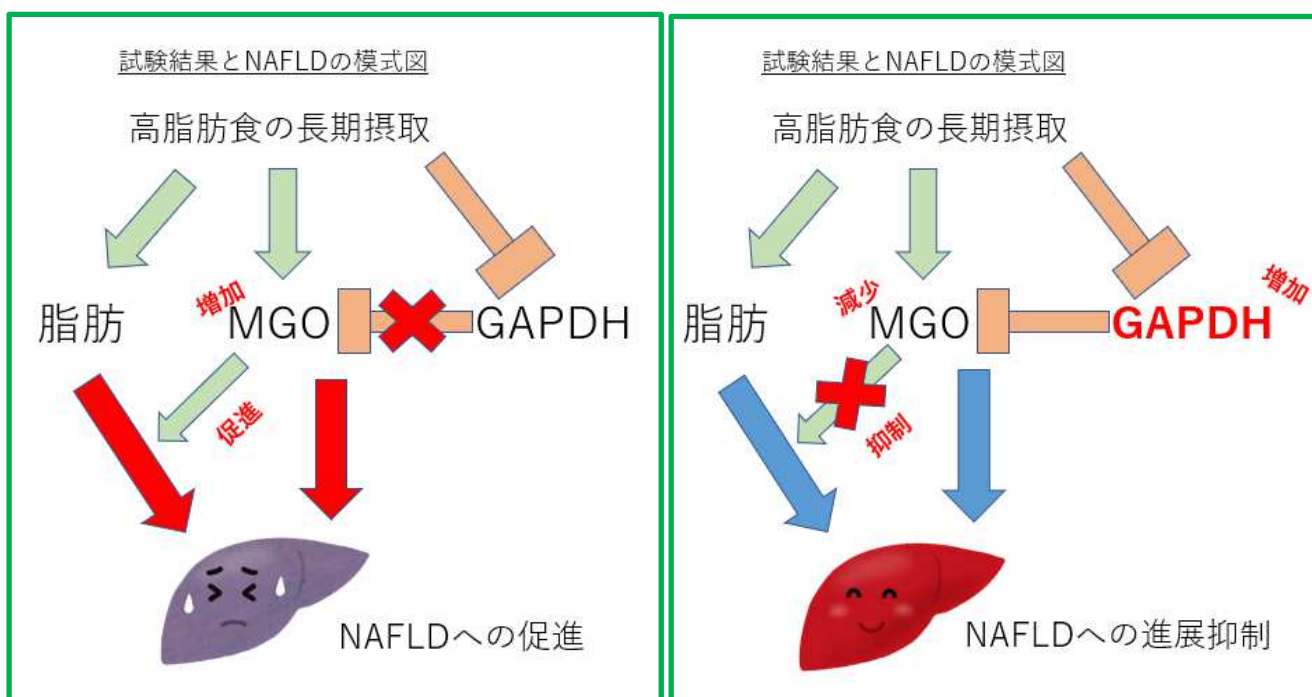 試験結果とNAFLDの模式図
高脂肪食の長期摂取
脂肪
増加
MGO
GAPDH
促進
NAFLDへの促進
試験結果とNAFLDの模式図
高脂肪食の長期摂取
脂肪
減少
MGO
GAPDH
増加
抑制
NAFLDへの進展抑制